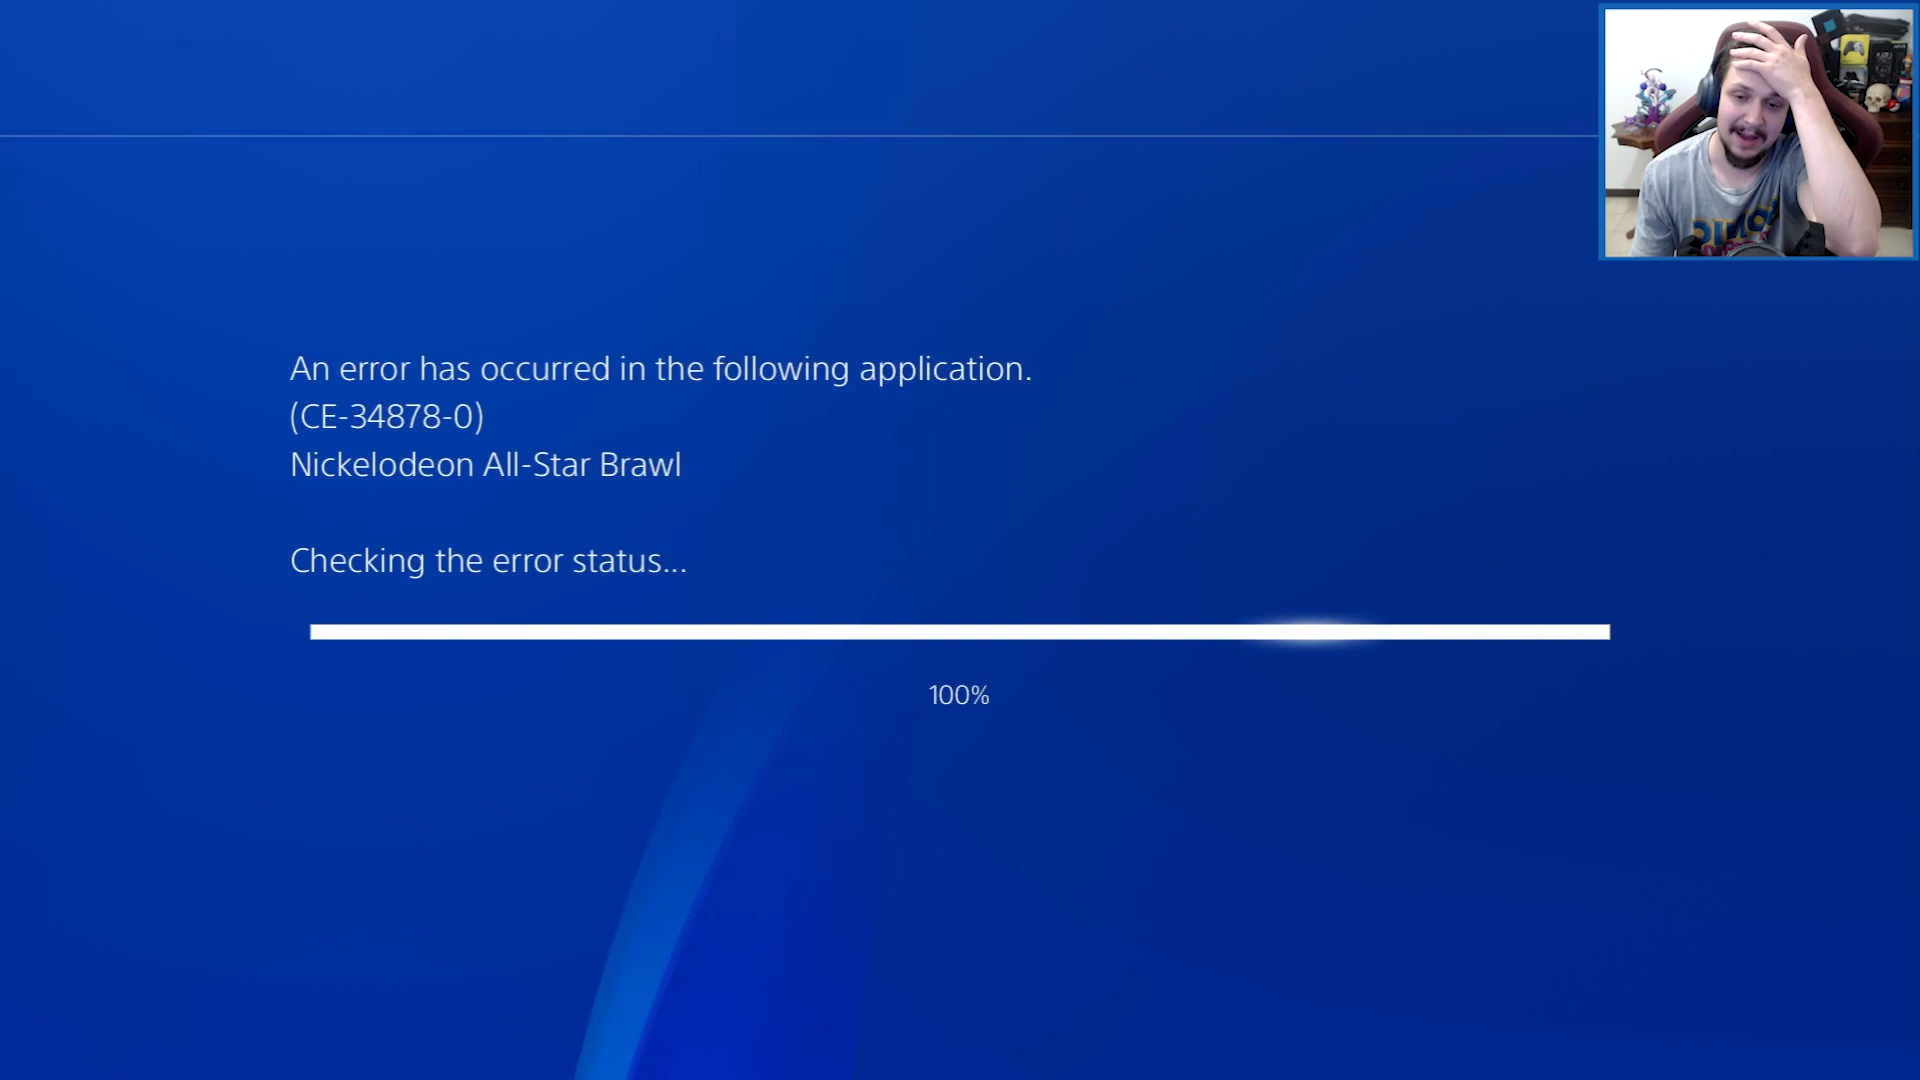 An error has occurred in the following application.
(CE-34878-0)
Nickelodeon All-Star Brawl
Checking the error status...
100%